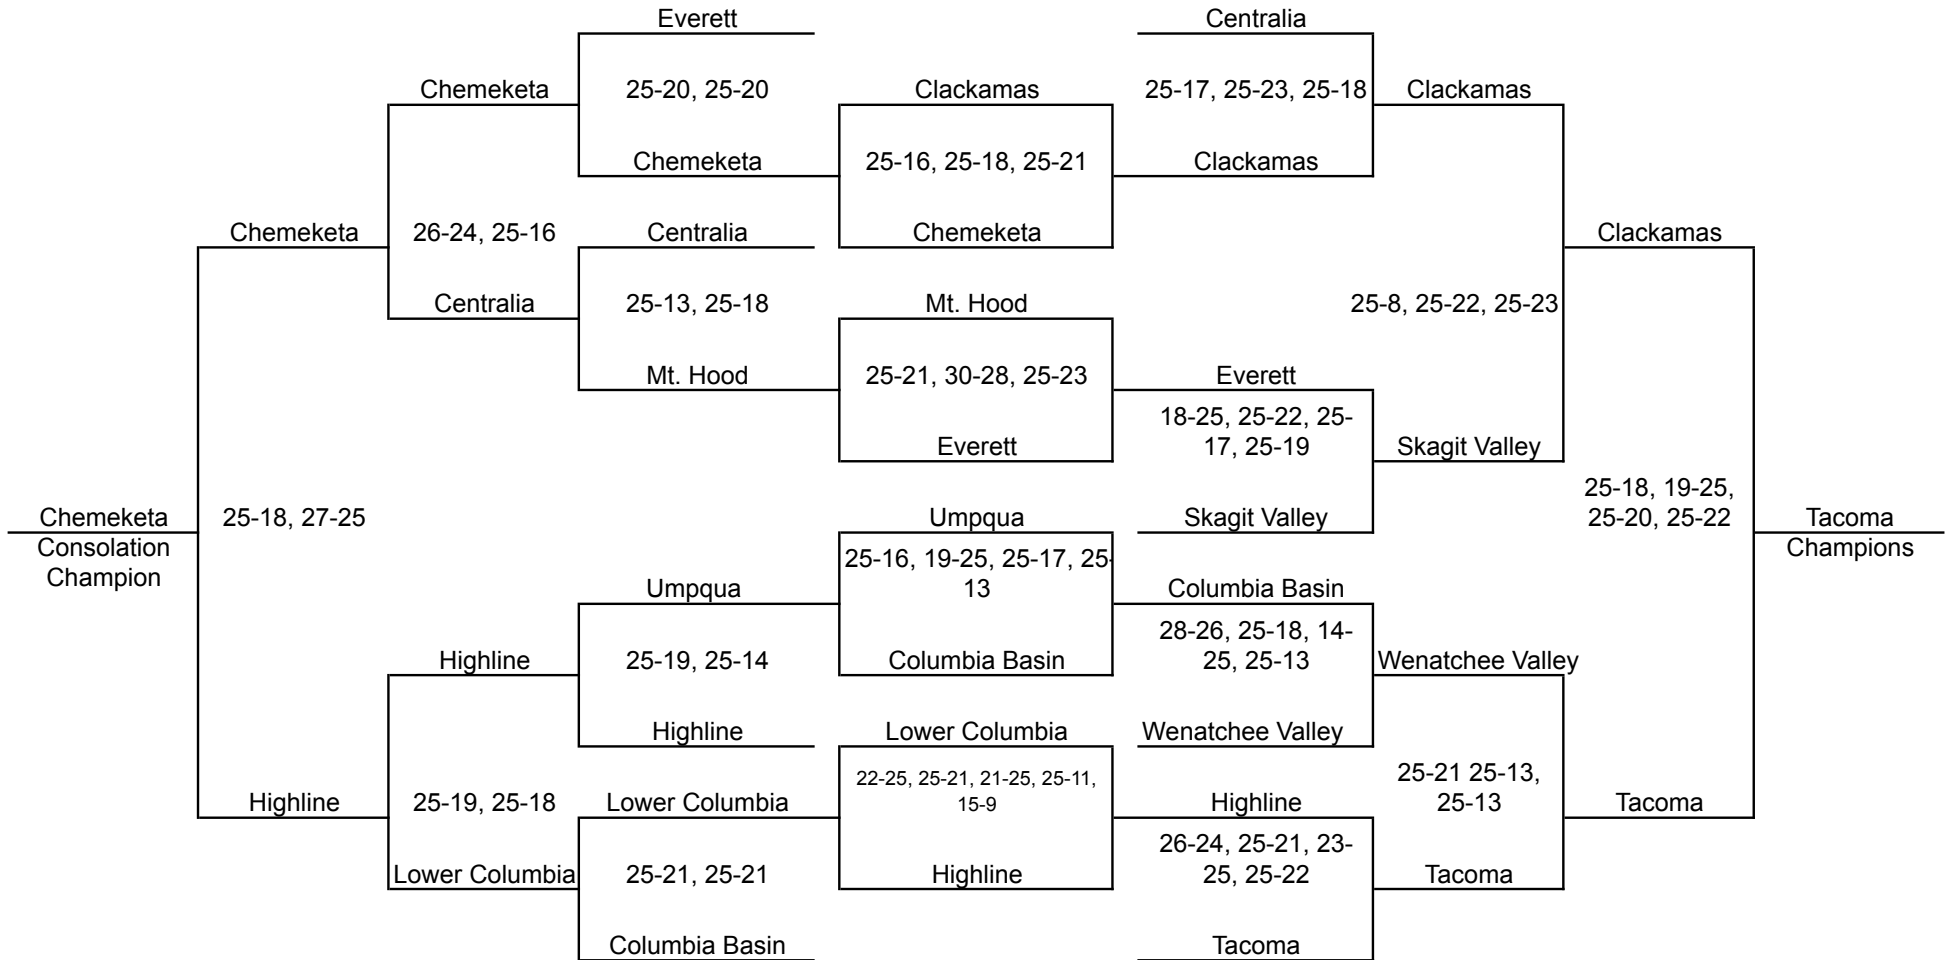 Everett
Centralia
Chemeketa
25-20, 25-20
Clackamas
25-17, 25-23, 25-18
Clackamas
Chemeketa
25-16, 25-18, 25-21
Clackamas
Chemeketa
26-24, 25-16
Centralia
Chemeketa
Clackamas
Centralia
25-13, 25-18
Mt. Hood
25-8, 25-22, 25-23
Mt. Hood
25-21, 30-28, 25-23
Everett
18-25, 25-22, 25-
17, 25-19
Everett
Skagit Valley
25-18, 19-25,
25-20, 25-22
Chemeketa
Consolation
Champion
25-18, 27-25
Umpqua
Skagit Valley
Tacoma
Champions
25-16, 19-25, 25-17, 25-
13
Umpqua
Columbia Basin
28-26, 25-18, 14-
25, 25-13
Highline
25-19, 25-14
Columbia Basin
Wenatchee Valley
Highline
Lower Columbia
Wenatchee Valley
22-25, 25-21, 21-25, 25-11,
15-9
25-21 25-13,
25-13
Highline
25-19, 25-18
Lower Columbia
Highline
Tacoma
26-24, 25-21, 23-
25, 25-22
Lower Columbia
25-21, 25-21
Highline
Tacoma
Columbia Basin
Tacoma